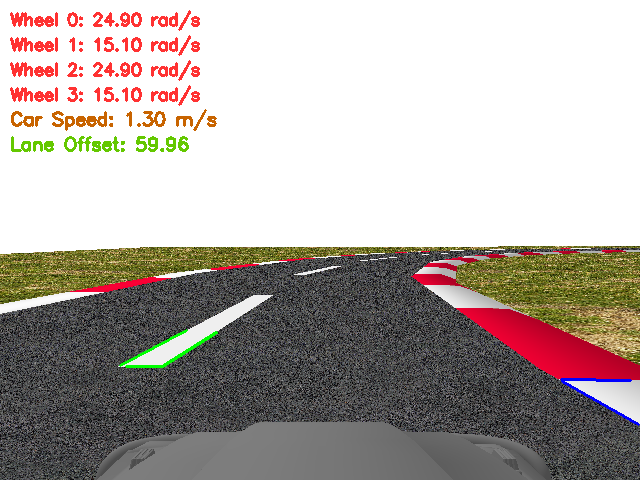 Wheel 0: 24.90 rad/s
Wheel 1: 15.10 rad/s
Wheel 2: 24.90 rad/s
Wheel 3: 15.10 rad/s
Car Speed: 1.30 m/s
Lane Offset: 59.96